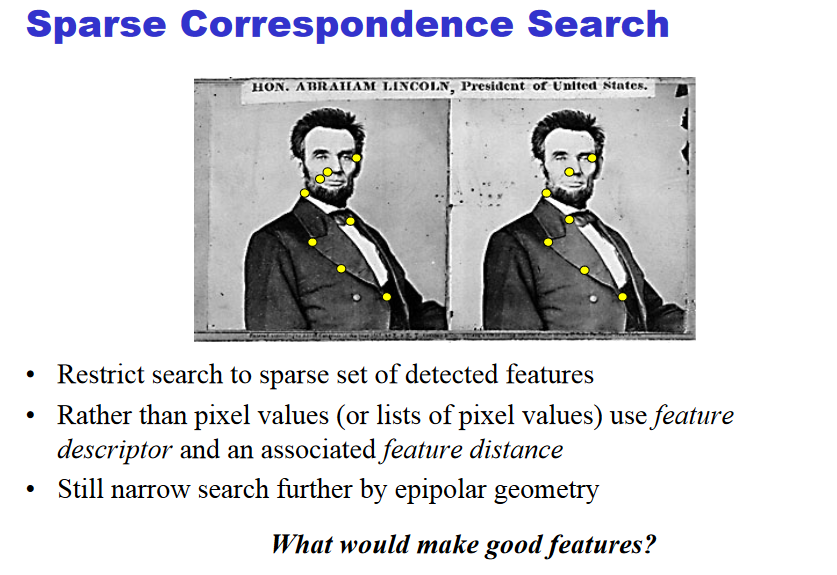 Sparse Correspondence Search
HON. ABRAHAM LINCOLN, President of United States.
• Restrict search to sparse set of detected features
• Rather than pixel values (or lists of pixel values) use feature
descriptor and an associated feature distance
• Still narrow search further by epipolar geometry
What would make good features?